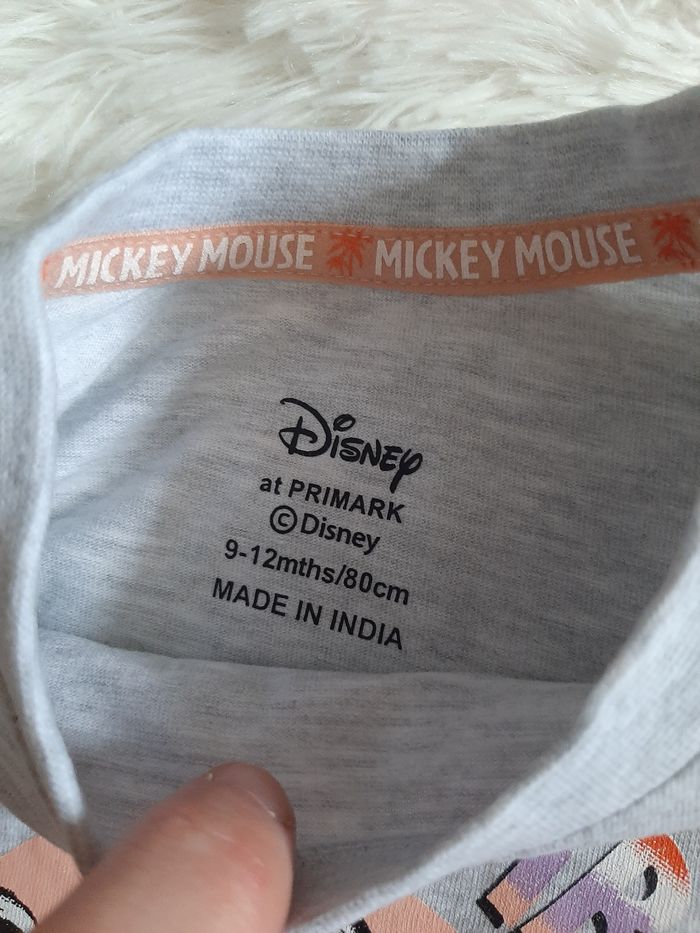 MICKEY MOUSE MICKEY MOUSE
Disney
at PRIMARK
© Disney
9-12mths/80cm
MADE IN INDIA